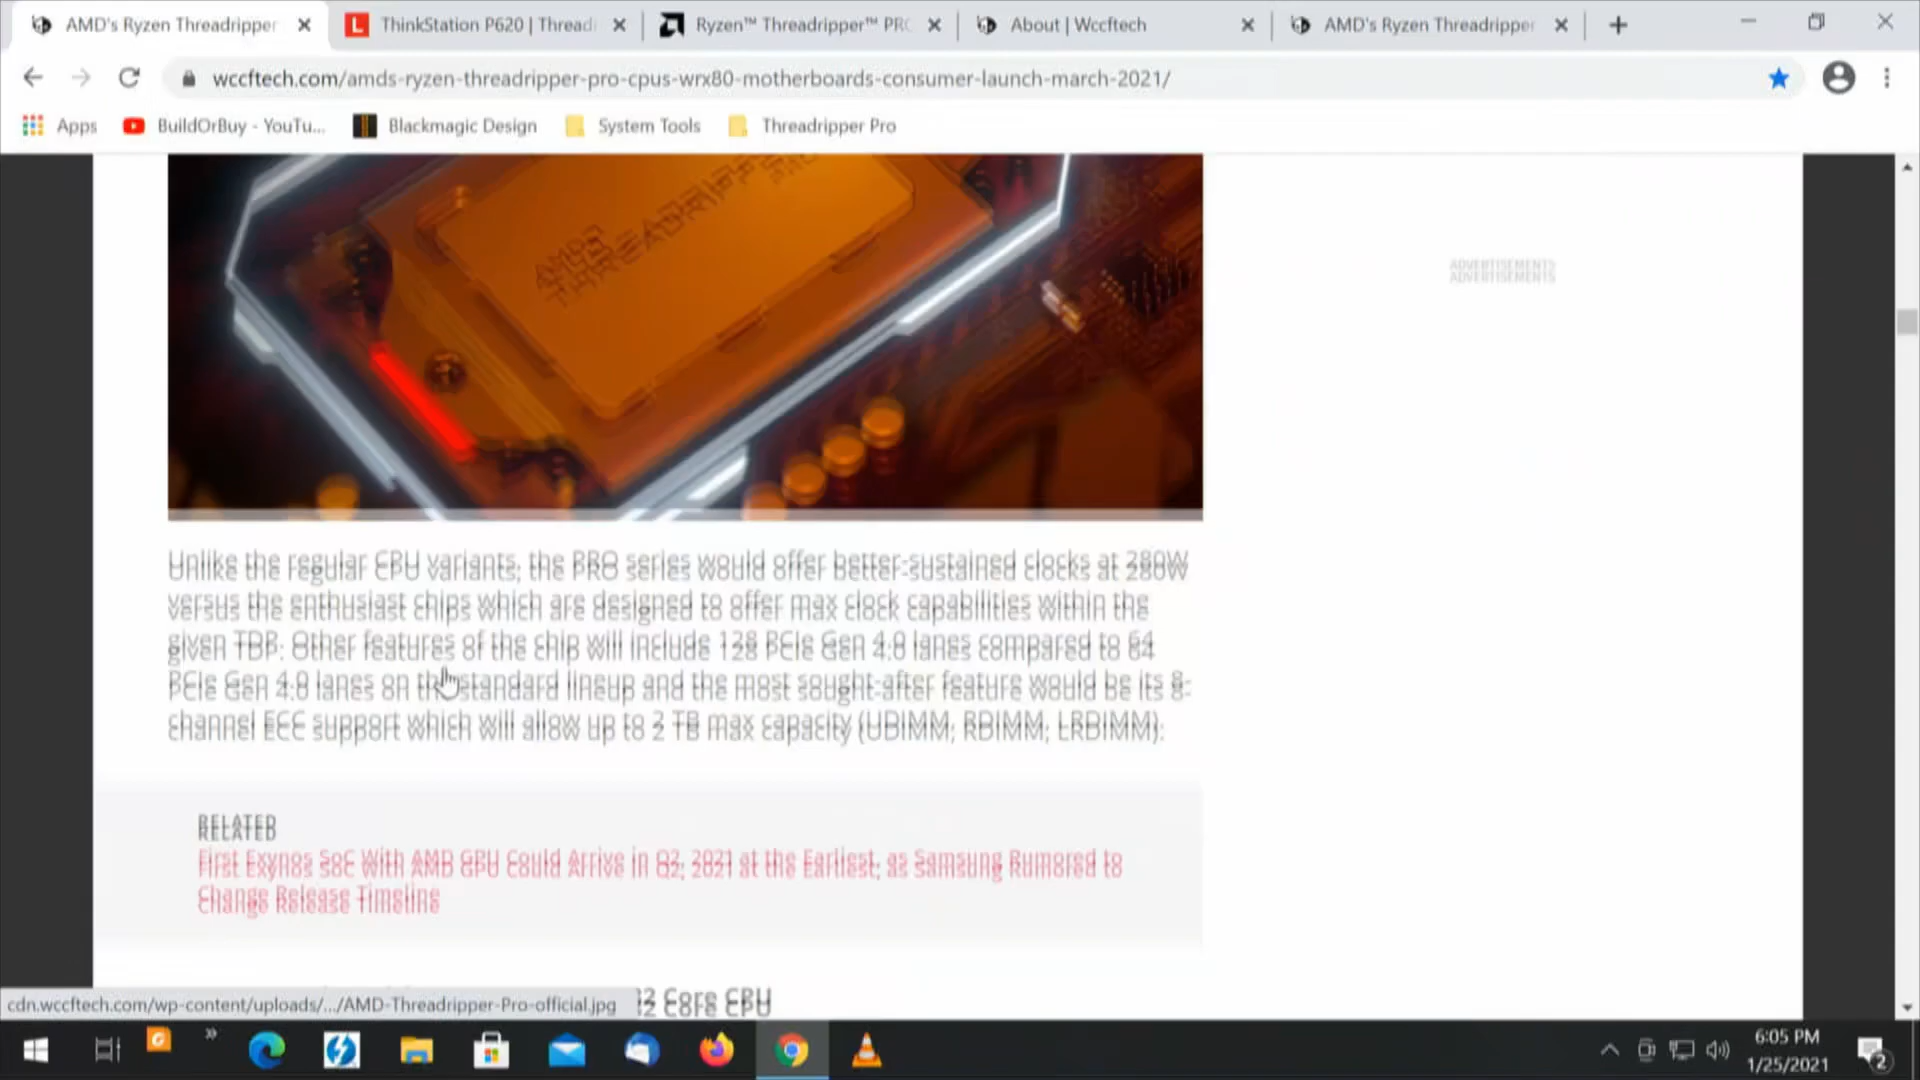 AMD's Ryzen Threadripper
ThinkStation P620 | Thread
Ryzen™ Threadripper™ PRO
About | Wccftech
AMD's Ryzen Threadripper
wccftech.com/amds-ryzen-threadripper-pro-cpus-wrx80-motherboards-consumer-launch-march-2021/
Apps
BuildOrBuy - YouTu...
Blackmagic Design
System Tools
Threadripper Pro
AMD
THREADRIPPER
PRO
ADVERTISEMENTS
Unlike the regular CPU variants, the PRO series would offer better-sustained clocks at 280W
versus the enthusiast chips which are designed to offer max clock capabilities within the
given TDP. Other features of the chip will include 128 PCIe Gen 4.0 lanes compared to 64
PCIe Gen 4.0 lanes on the standard lineup and the most sought-after feature would be its 8-
channel ECC support which will allow up to 2 TB max capacity (UDIMM, RDIMM, LRDIMM).
RELATED
First Exynos SoC With AMD GPU Could Arrive in Q2, 2021 at the Earliest, as Samsung Rumored to
Change Release Timeline
Core CPU
cdn.wccftech.com/wp-content/uploads/.../AMD-Threadripper-Pro-official.jpg
6:05 PM
1/25/2021
2